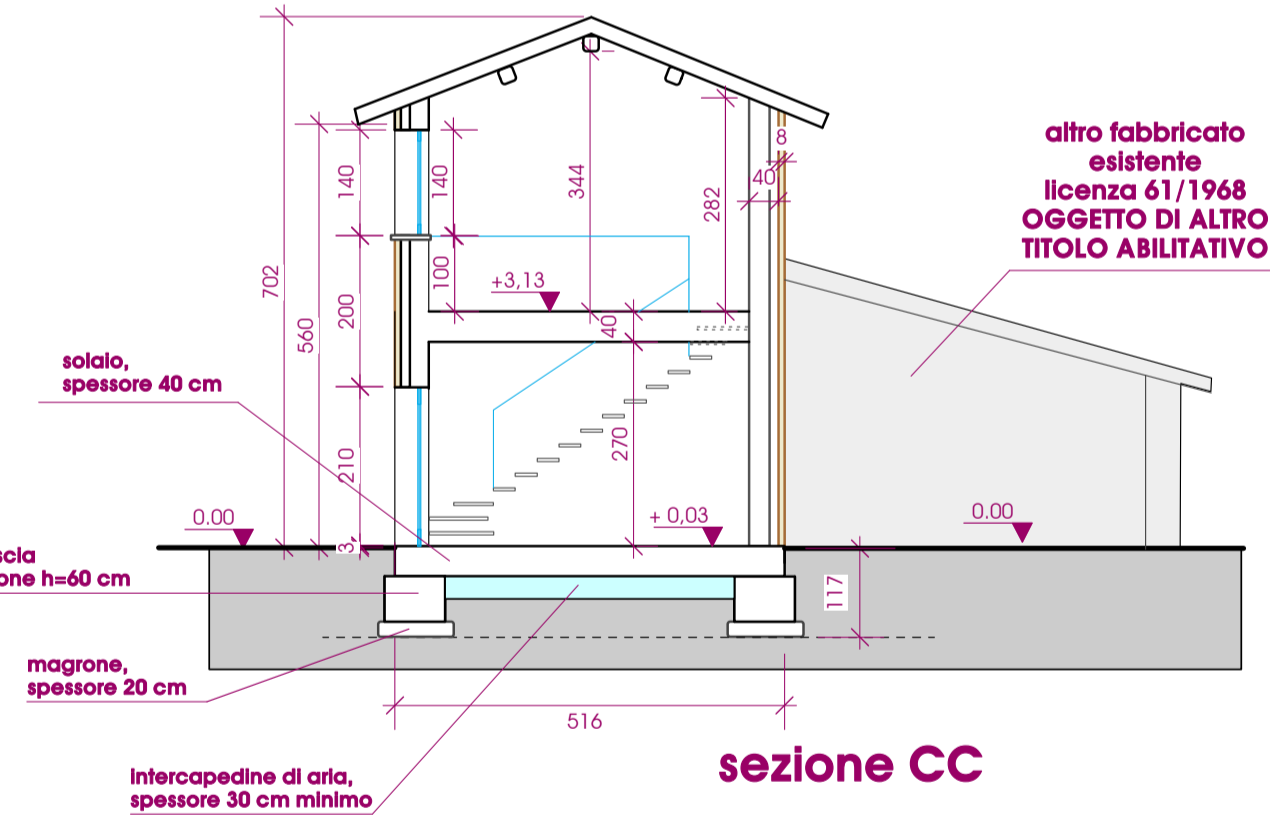 altro fabbricato
esistente
licenza 61/1968
OGGETTO DI ALTRO
TITOLO ABILITATIVO
8
40
140
140
344
282
702
560
200
100
+3,13
40
solaio,
spessore 40 cm
210
270
0.00
+ 0,03
0.00
3,
scia
one h=60 cm
117
magrone,
spessore 20 cm
516
sezione CC
intercapedine di aria,
spessore 30 cm minimo